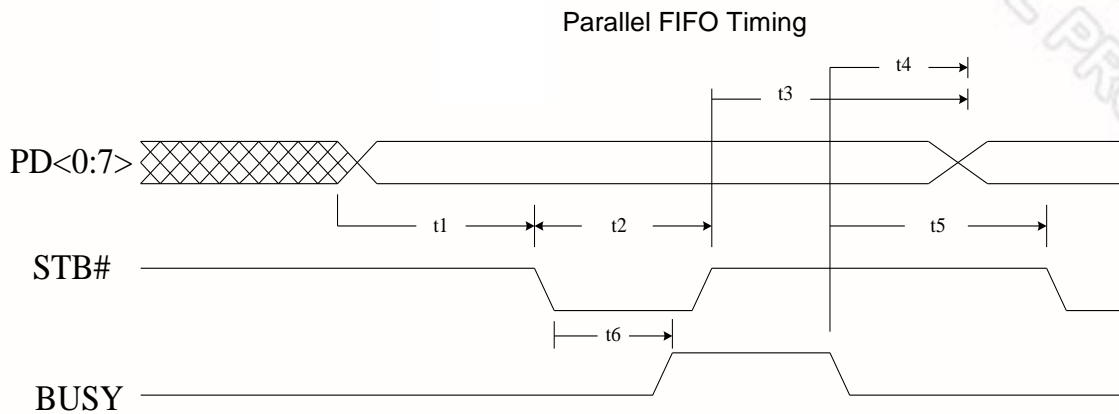 Parallel FIFO Timing
t4
t3
PD<0:7>
t1
t2
t5
STB#
t6
BUSY